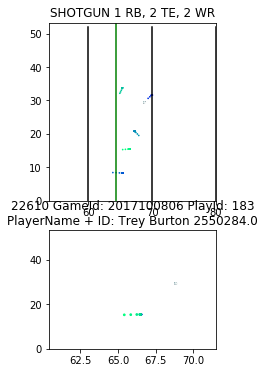 SHOTGUN 1 RB, 2 TE, 2 WR
50
40
30
20
10
0
60 70 80
22610 GameId: 2017100806 PlayId: 183
PlayerName + ID: Trey Burton 2550284.0
40
20
0
62.5 65.0 67.5 70.0